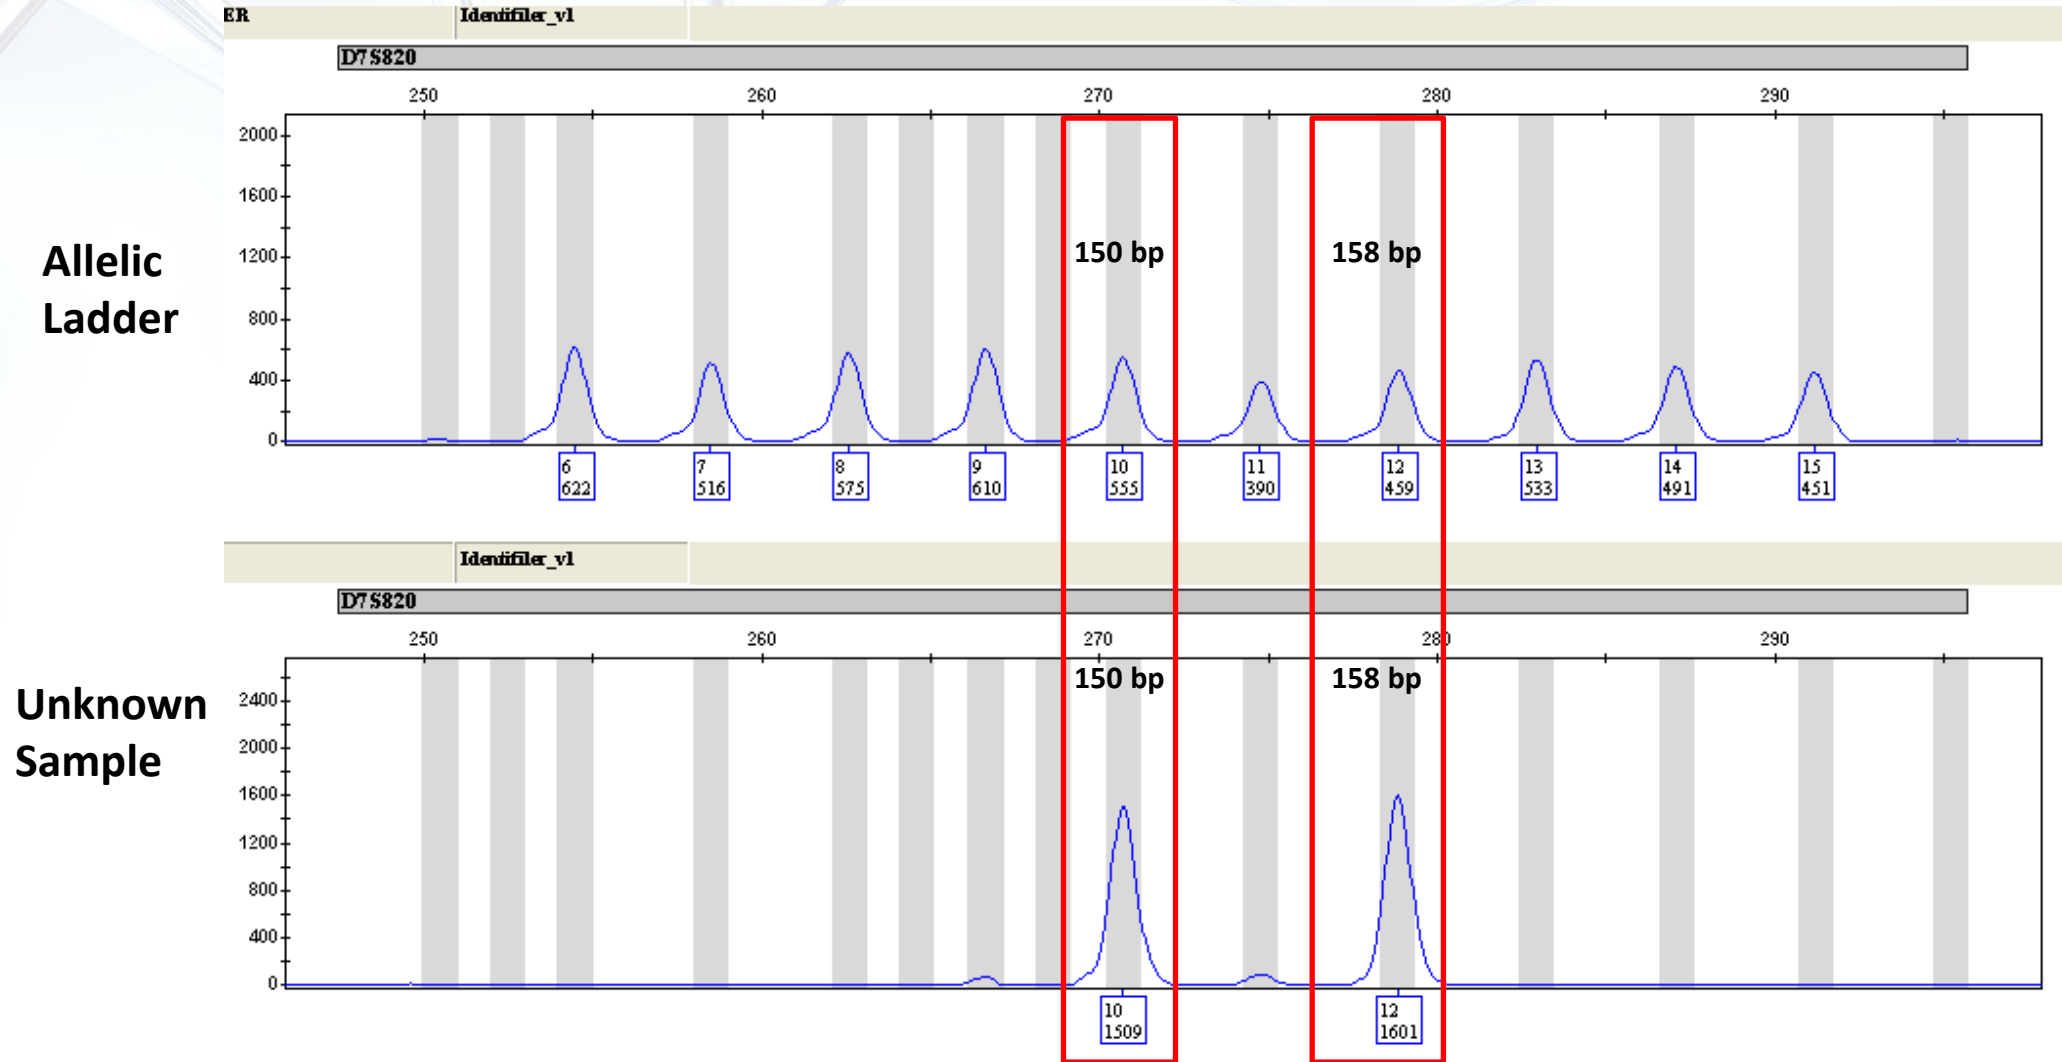 ER Identifiler_v1
D7S820
250 260 270 280 290
2000
1600
1200
800
400
0
150 bp 158 bp
Allelic
Ladder
6 7 8 9 10 11 12 13 14 15
622 516 575 610 555 390 459 533 491 451
Identifiler_v1
D7S820
250 260 270 280 290
150 bp 158 bp
Unknown
Sample
2400
2000
1600
1200
800
400
0
10 12
1509 1601